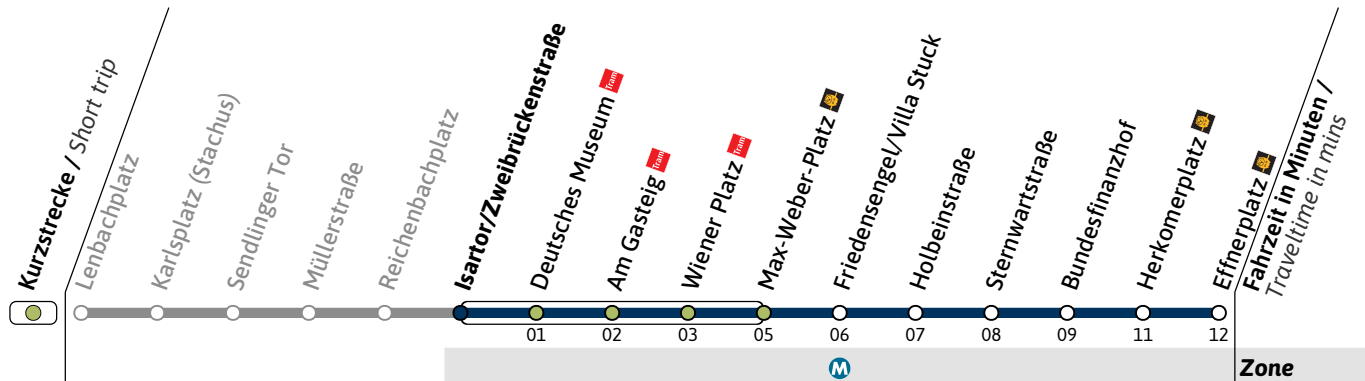 Kurzstrecke / Short trip
Lenbachplatz
Karlsplatz (Stachus)
Sendlinger Tor
Müllerstraße
Reichenbachplatz
Isartor/Zweibrückenstraße
Deutsches Museum Tram
Am Gasteig Tram
Wiener Platz Tram
Max-Weber-Platz
Friedensengel/Villa Stuck
Holbeinstraße
Sternwartstraße
Bundesfinanzhof
Herkomerplatz
Effnerplatz
Fahrzeit in Minuten /
Traveltime in mins
01 02 03 05 06 07 08 09 11 12
M Zone